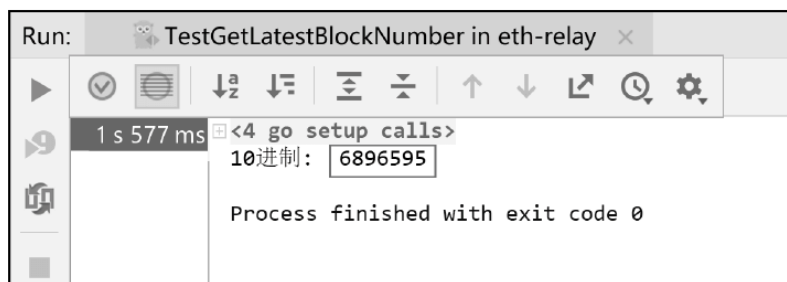 Run: TestGetLatestBlockNumber in eth-relay
1 s 577 ms
<4 go setup calls>
10进制: 6896595
Process finished with exit code 0